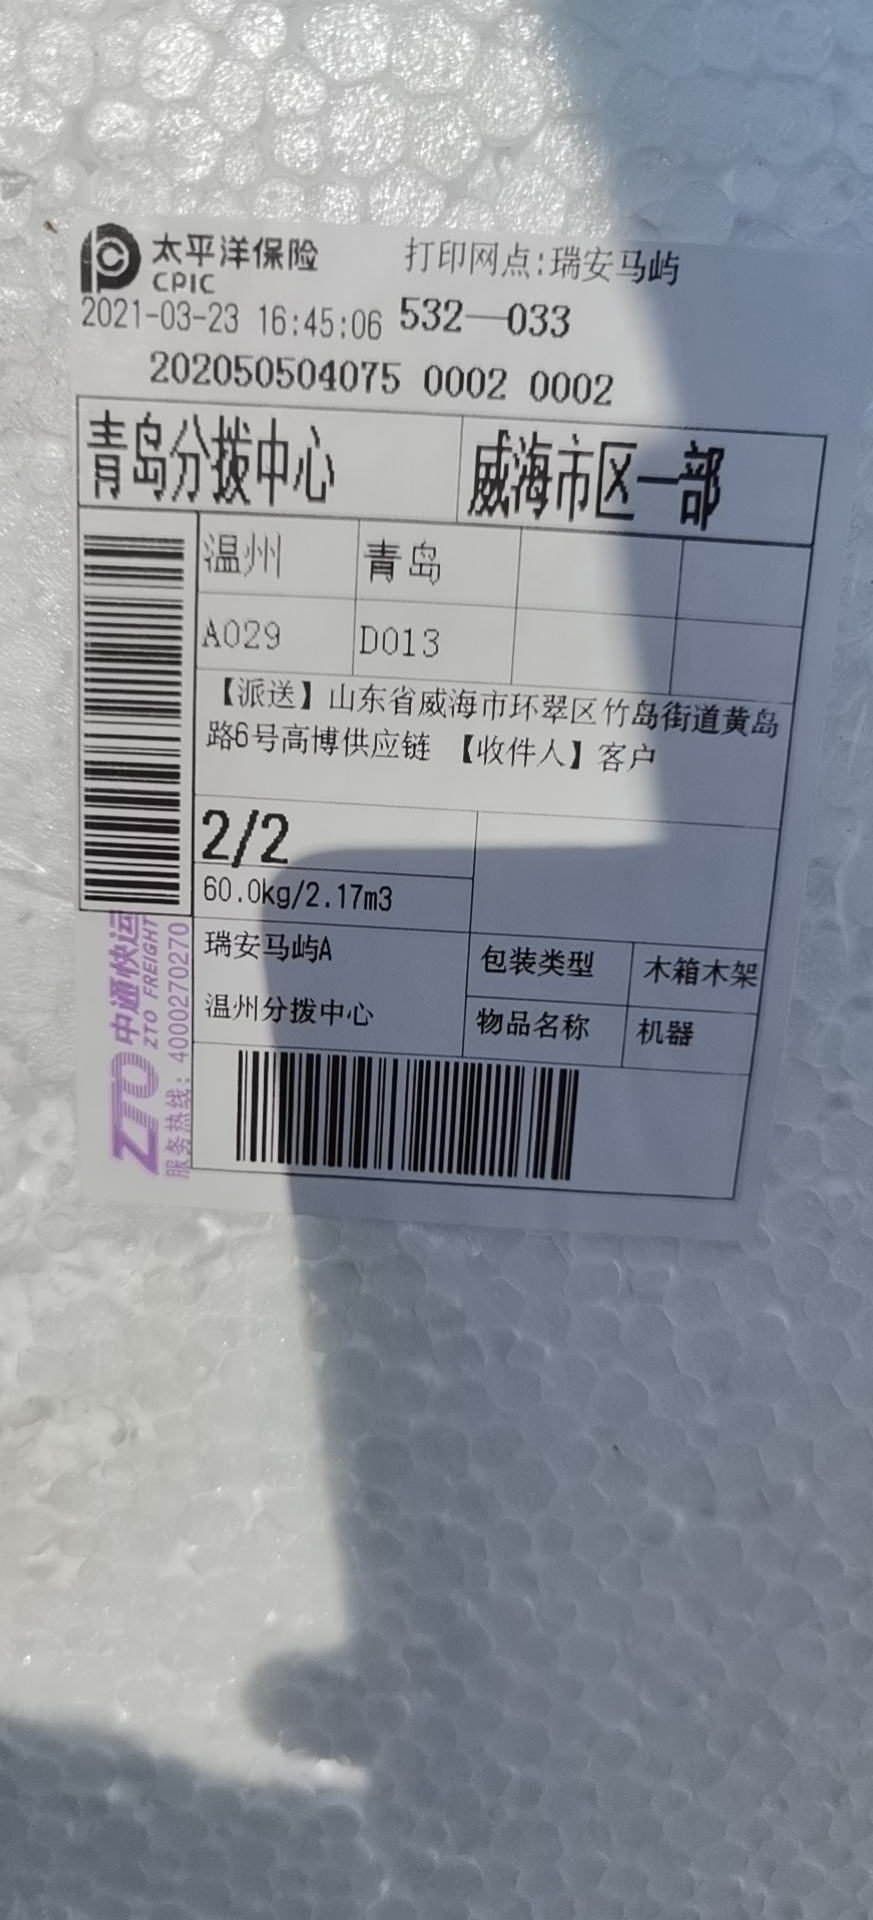 太平洋保险
CPIC
打印网点:瑞安马屿
2021-03-23 16:45:06 532—033
202050504075 0002 0002
青岛分拨中心 威海市区一部
温州 青岛
A029 D013
【派送】山东省威海市环翠区竹岛街道黄岛
路6号高博供应链 【收件人】客户
2/2
60.0kg/2.17m3
瑞安马屿A
温州分拨中心
包装类型 木箱木架
物品名称 机器
ZTO 中通快运
ZTO FREIGHT
服务热线：4000270270